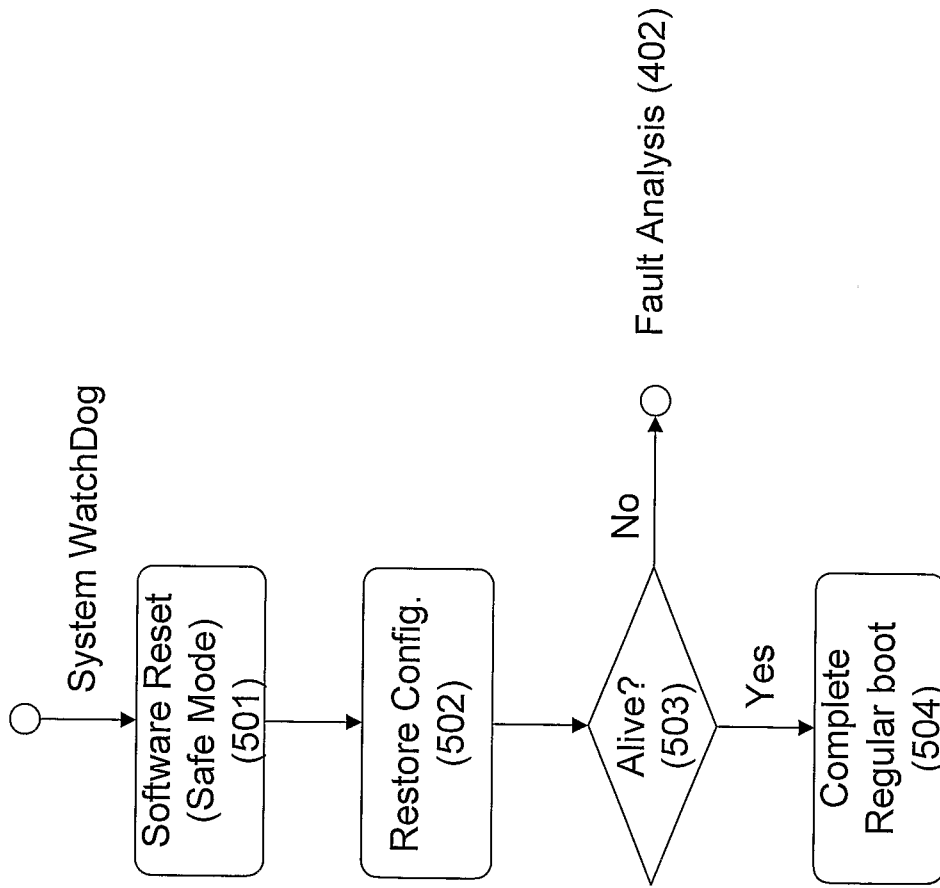 System WatchDog
Software Reset
(Safe Mode)
(501)
Restore Config.
(502)
Alive?
(503)
No
Fault Analysis (402)
Yes
Complete
Regular boot
(504)